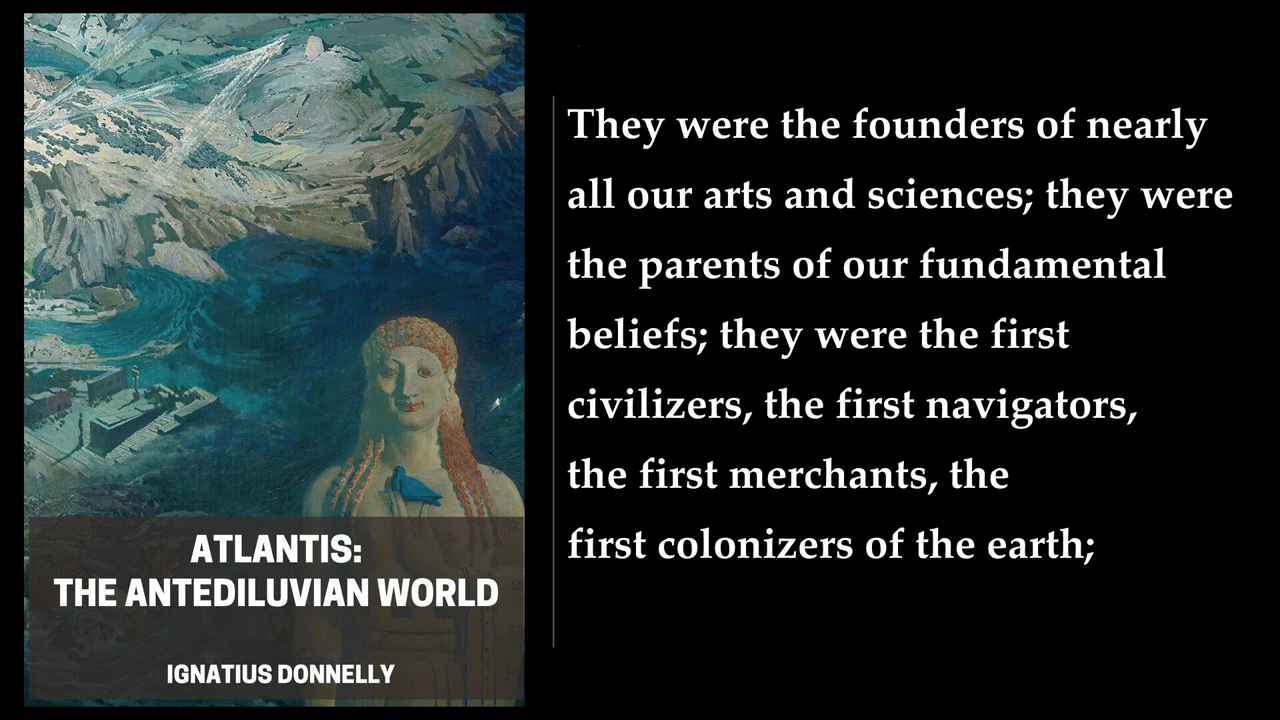 They were the founders of nearly
all our arts and sciences; they were
the parents of our fundamental
beliefs; they were the first
civilizers, the first navigators,
the first merchants, the
first colonizers of the earth;
ATLANTIS:
THE ANTEDILUVIAN WORLD
IGNATIUS DONNELLY